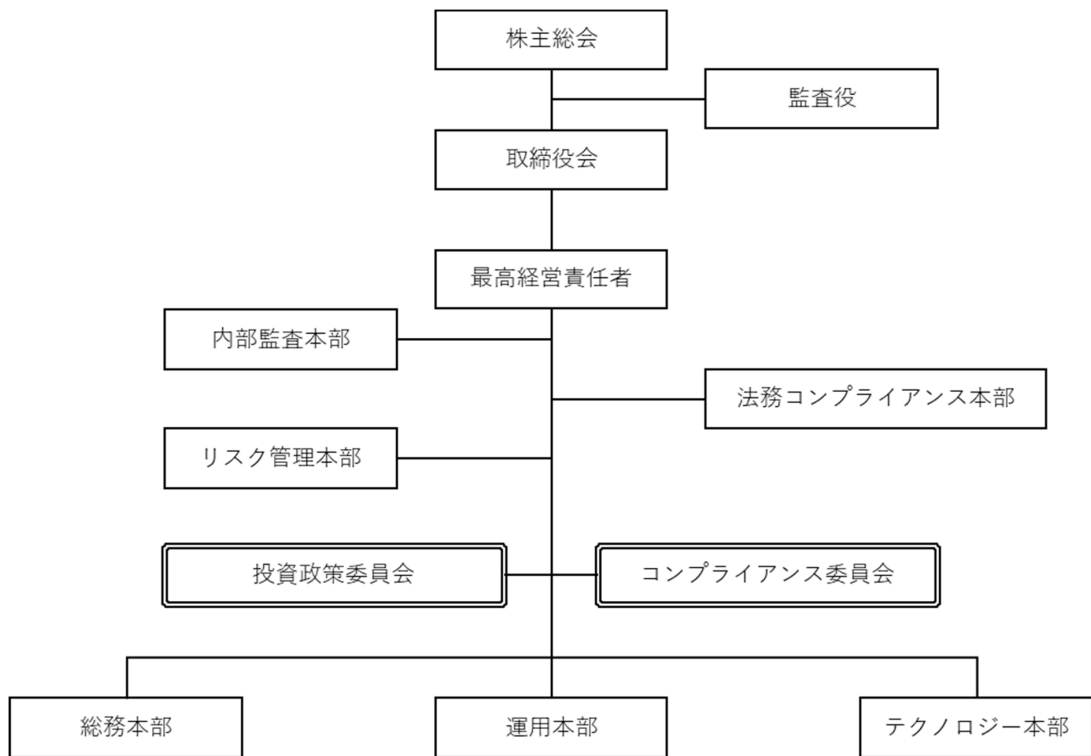 株主総会
監査役
取締役会
最高経営責任者
内部監査本部
法務コンプライアンス本部
リスク管理本部
投資政策委員会
コンプライアンス委員会
総務本部
運用本部
テクノロジー本部